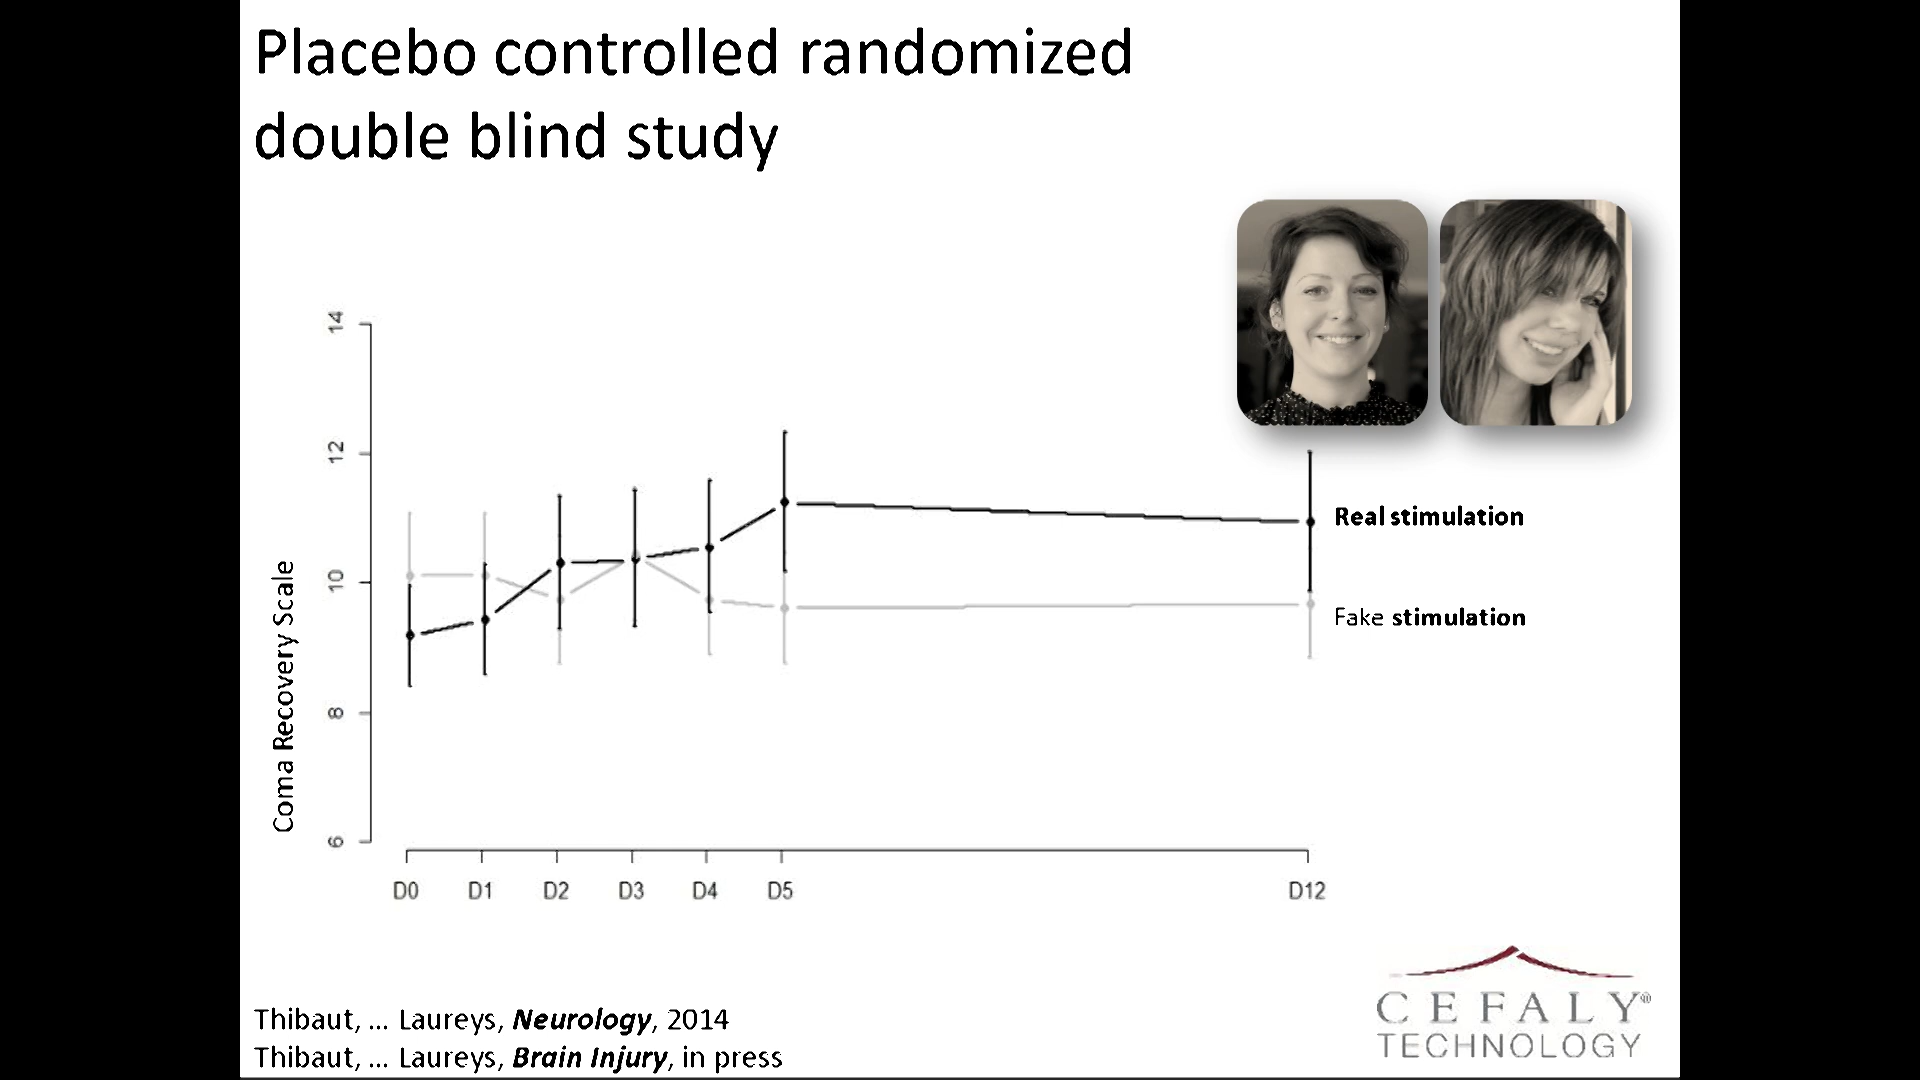 Placebo controlled randomized
double blind study
14
12
10
8
6
Coma Recovery Scale
Real stimulation
Fake stimulation
D0 D1 D2 D3 D4 D5 D12
Thibaut, ... Laureys, Neurology, 2014
Thibaut, ... Laureys, Brain Injury, in press
CEFALY®
TECHNOLOGY